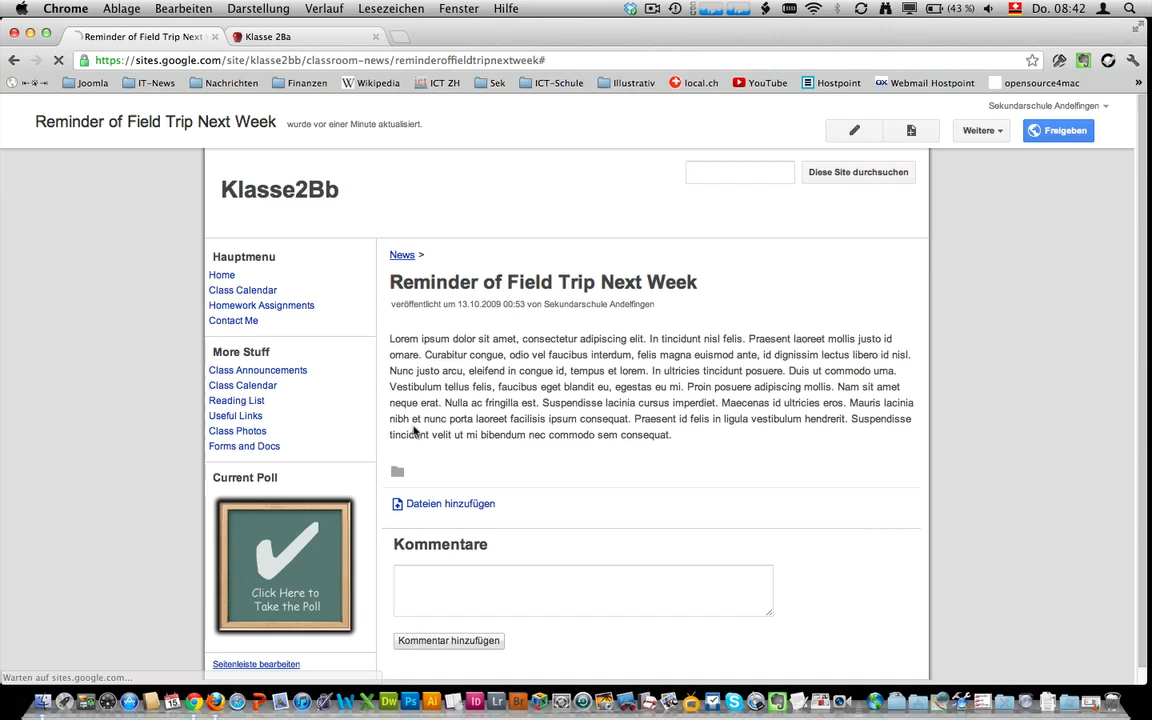 Chrome Ablage Bearbeiten Darstellung Verlauf Lesezeichen Fenster Hilfe (43 %) Do. 08:42
Reminder of Field Trip Next Klasse 2Ba
https://sites.google.com/site/klasse2bb/classroom-news/reminderoffieldtripnextweek#
Joomla IT-News Nachrichten Finanzen Wikipedia ICT ZH Sek ICT-Schule Illustrativ local.ch YouTube Hostpoint Webmail Hostpoint opensource4mac »
Sekundarschule Andelfingen
Reminder of Field Trip Next Week wurde vor einer Minute aktualisiert.
Weitere Freigeben
Diese Site durchsuchen
Klasse2Bb
Hauptmenu
Home
Class Calendar
Homework Assignments
Contact Me
More Stuff
Class Announcements
Class Calendar
Reading List
Useful Links
Class Photos
Forms and Docs
Current Poll
Click Here to
Take the Poll
Seitenleiste bearbeiten
News >
Reminder of Field Trip Next Week
veröffentlicht um 13.10.2009 00:53 von Sekundarschule Andelfingen
Lorem ipsum dolor sit amet, consectetur adipiscing elit. In tincidunt nisl felis. Praesent laoreet mollis justo id
ornare. Curabitur congue, odio vel faucibus interdum, felis magna euismod ante, id dignissim lectus libero id nisl.
Nunc justo arcu, eleifend in congue id, tempus et lorem. In ultricies tincidunt posuere. Duis ut commodo urna.
Vestibulum tellus felis, faucibus eget blandit eu, egestas eu mi. Proin posuere adipiscing mollis. Nam sit amet
neque erat. Nulla ac fringilla est. Suspendisse lacinia cursus imperdiet. Maecenas id ultricies eros. Mauris lacinia
nibh et nunc porta laoreet facilisis ipsum consequat. Praesent id felis in ligula vestibulum hendrerit. Suspendisse
tincidunt velit ut mi bibendum nec commodo sem consequat.
Dateien hinzufügen
Kommentare
Kommentar hinzufügen
Warten auf sites.google.com...
15 Dw Ps Ai Id Lr Br